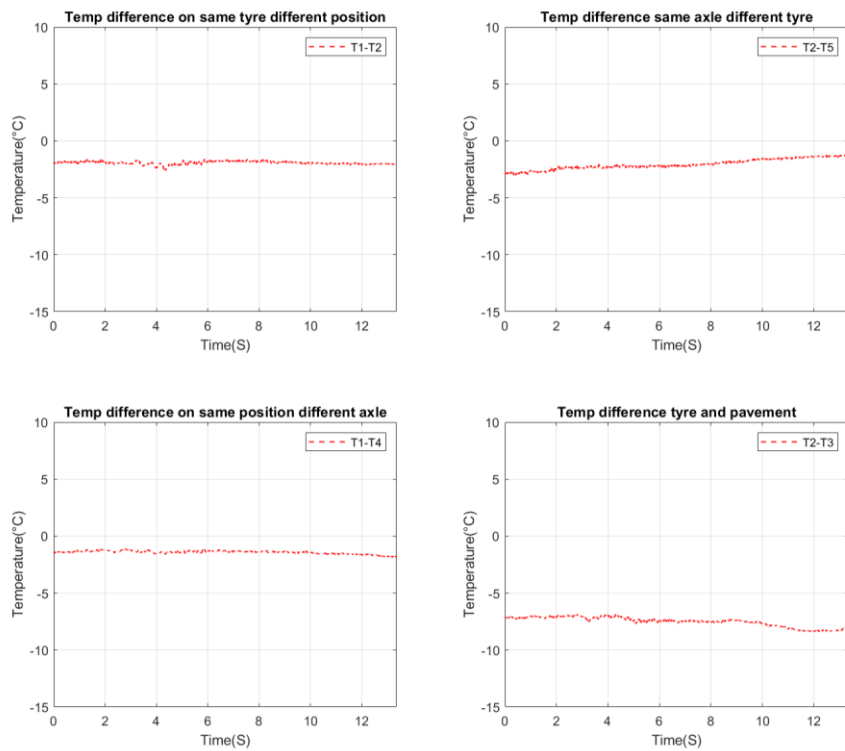 Temp difference on same tyre different position
T1-T2
10
5
0
-5
-10
-15
Temperature(°C)
0 2 4 6 8 10 12
Time(S)
Temp difference same axle different tyre
T2-T5
10
5
0
-5
-10
-15
Temperature(°C)
0 2 4 6 8 10 12
Time(S)
Temp difference on same position different axle
T1-T4
10
5
0
-5
-10
-15
Temperature(°C)
0 2 4 6 8 10 12
Time(S)
Temp difference tyre and pavement
T2-T3
10
5
0
-5
-10
-15
Temperature(°C)
0 2 4 6 8 10 12
Time(S)